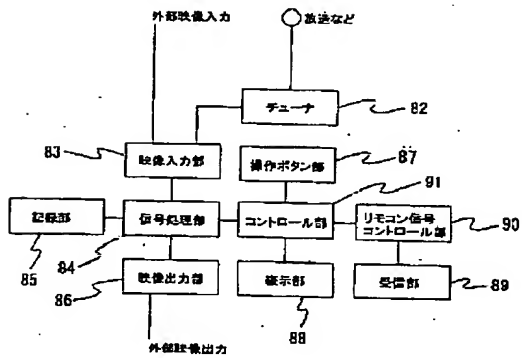 外部映像入力
放送など
チューナ
82
83
映像入力部
操作ボタン部
87
91
記録部
信号処理部
コントロール部
リモコン信号
コントロール部
90
85
84
86
映像出力部
表示部
88
受信部
89
外部映像出力